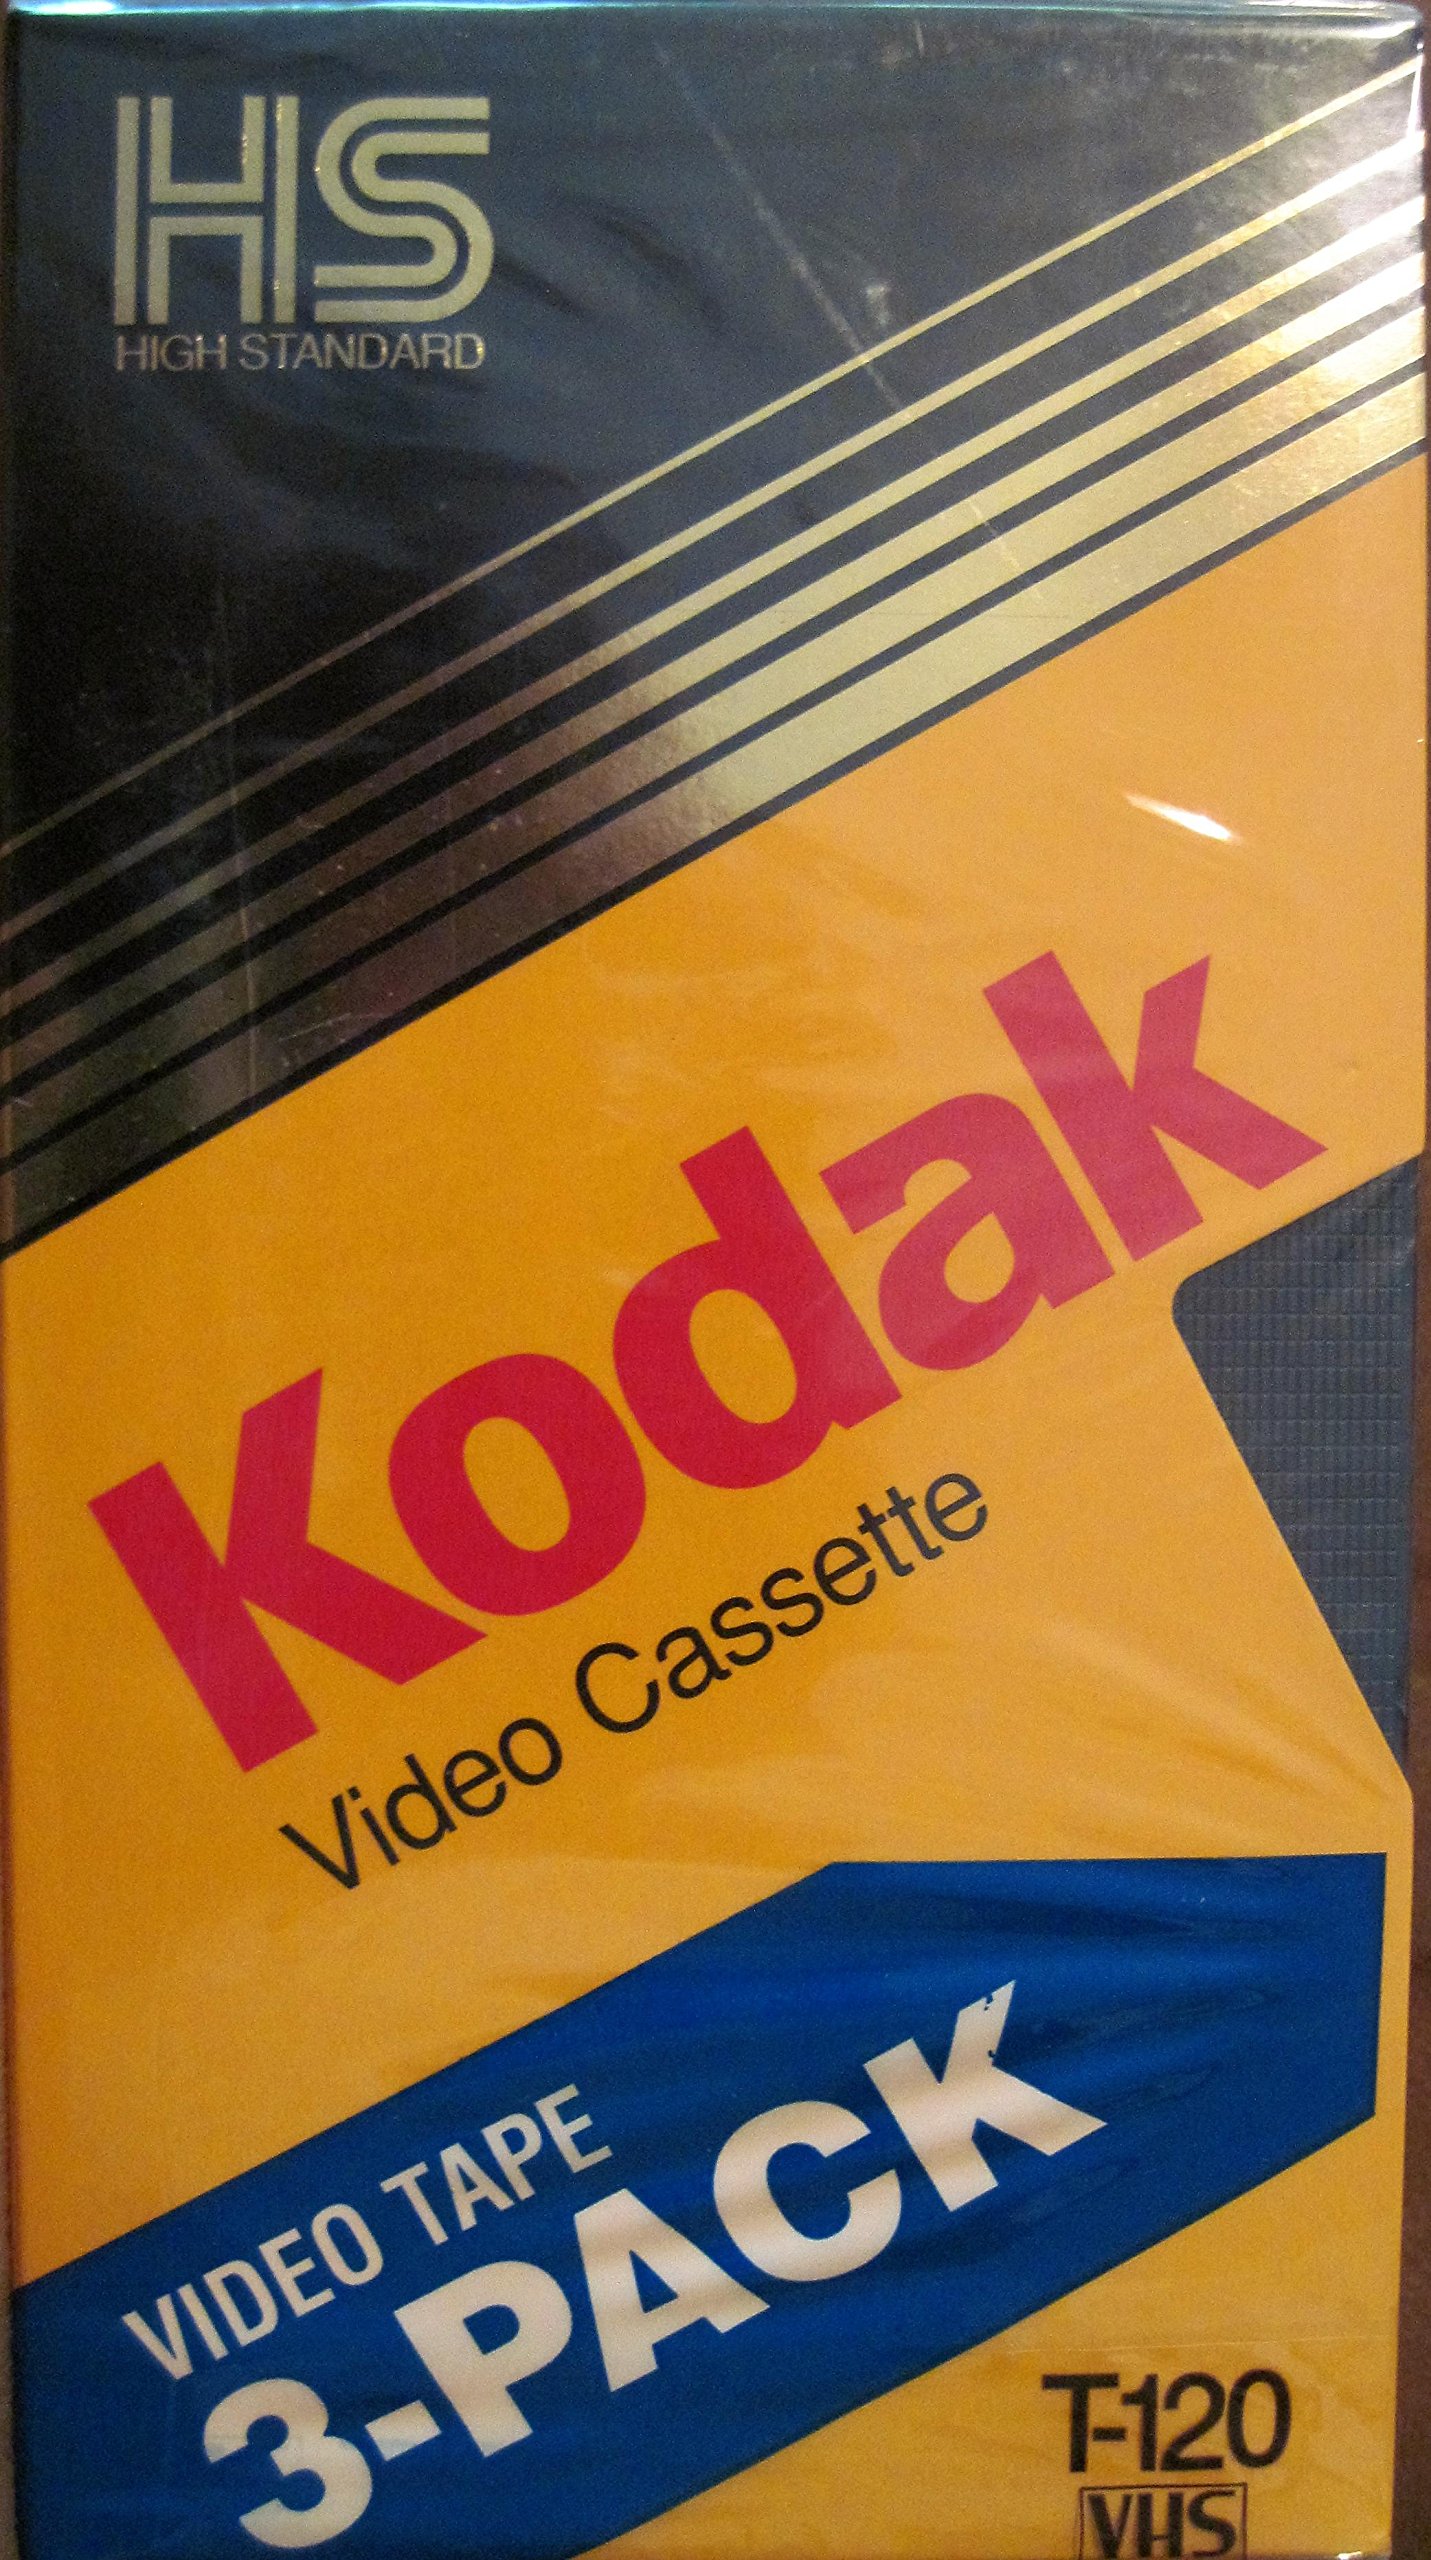 HS
HIGH STANDARD
Kodak
Video Cassette
VIDEO TAPE
3-PACK
T-120
VHS